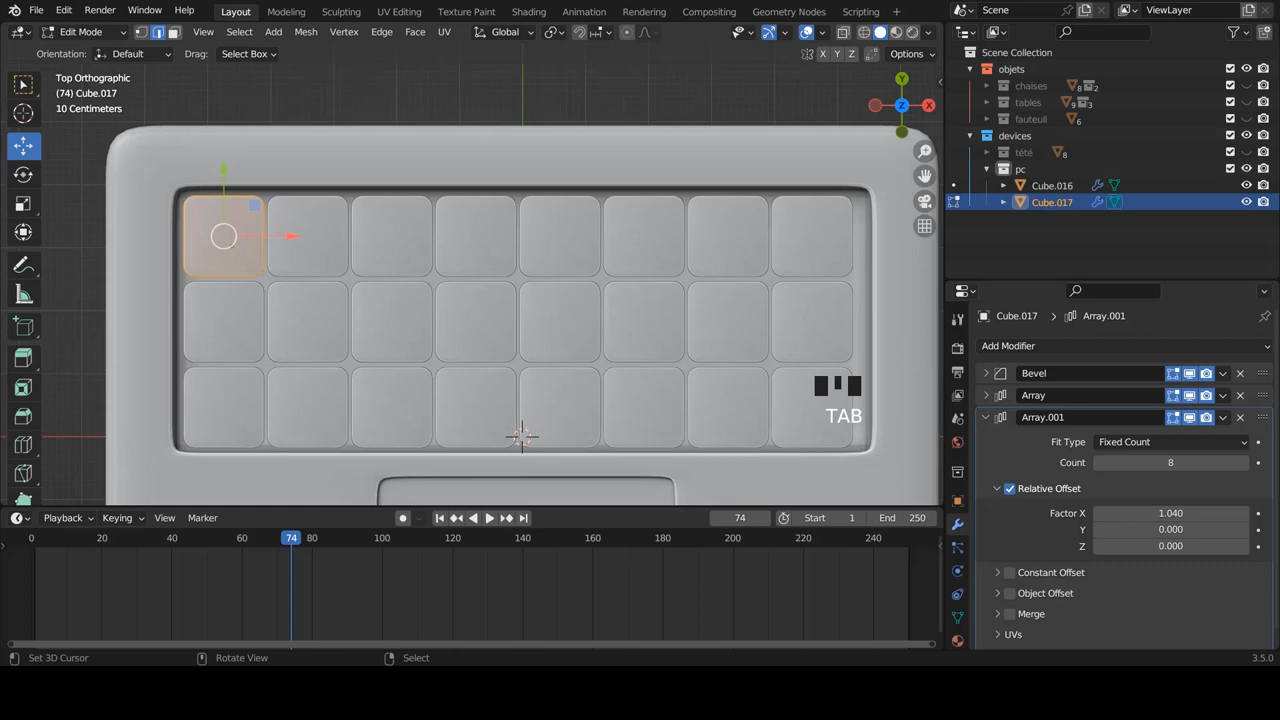 File Edit Render Window Help Layout Modeling Sculpting UV Editing Texture Paint Shading Animation Rendering Compositing Geometry Nodes Scripting Scene ViewLayer
Edit Mode View Select Add Mesh Vertex Edge Face UV Global
Orientation: Default Drag: Select Box X Y Z Options
Top Orthographic
(74) Cube.017
10 Centimeters
Y
Z
X
TAB
Scene Collection
objets
chaises 8 2
tables 9 3
fauteuil 6
devices
tété 8
pc
Cube.016
Cube.017
Cube.017 > Array.001
Add Modifier
Bevel
Array
Array.001
Fit Type Fixed Count
Count 8
Relative Offset
Factor X 1.040
Y 0.000
Z 0.000
Constant Offset
Object Offset
Merge
UVs
Playback Keying View Marker 74 Start 1 End 250
0 20 40 60 74 80 100 120 140 160 180 200 220 240
Set 3D Cursor Rotate View Select 3.5.0